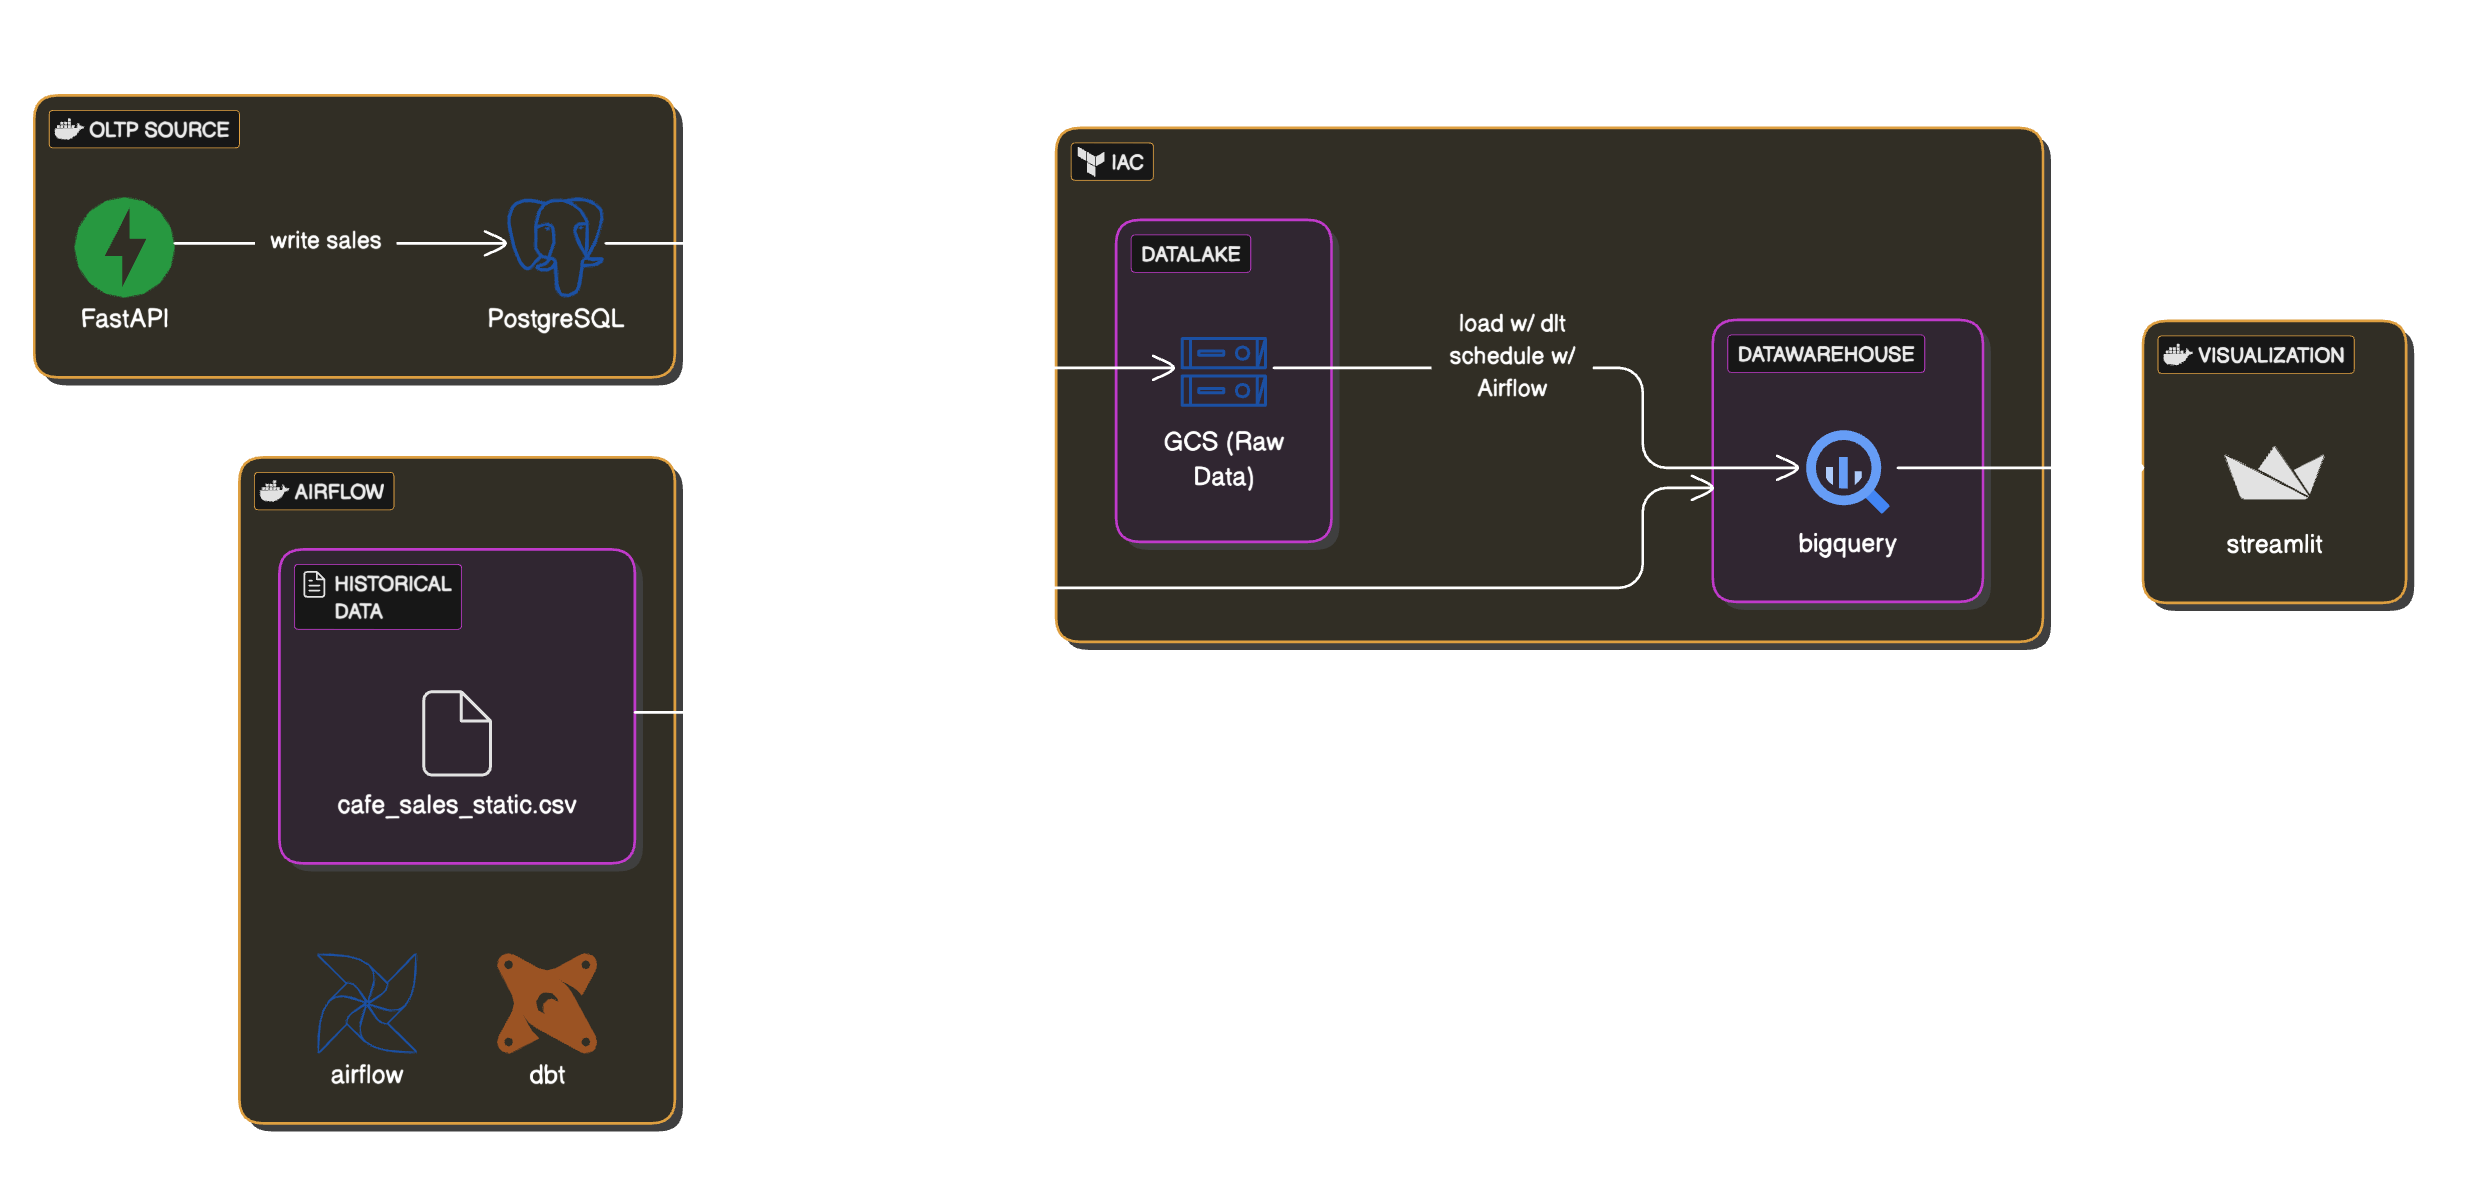 OLTP SOURCE
write sales
FastAPI
PostgreSQL
AIRFLOW
HISTORICAL
DATA
cafe_sales_static.csv
airflow
dbt
IAC
DATALAKE
GCS (Raw
Data)
load w/ dlt
schedule w/
Airflow
DATAWAREHOUSE
bigquery
VISUALIZATION
streamlit